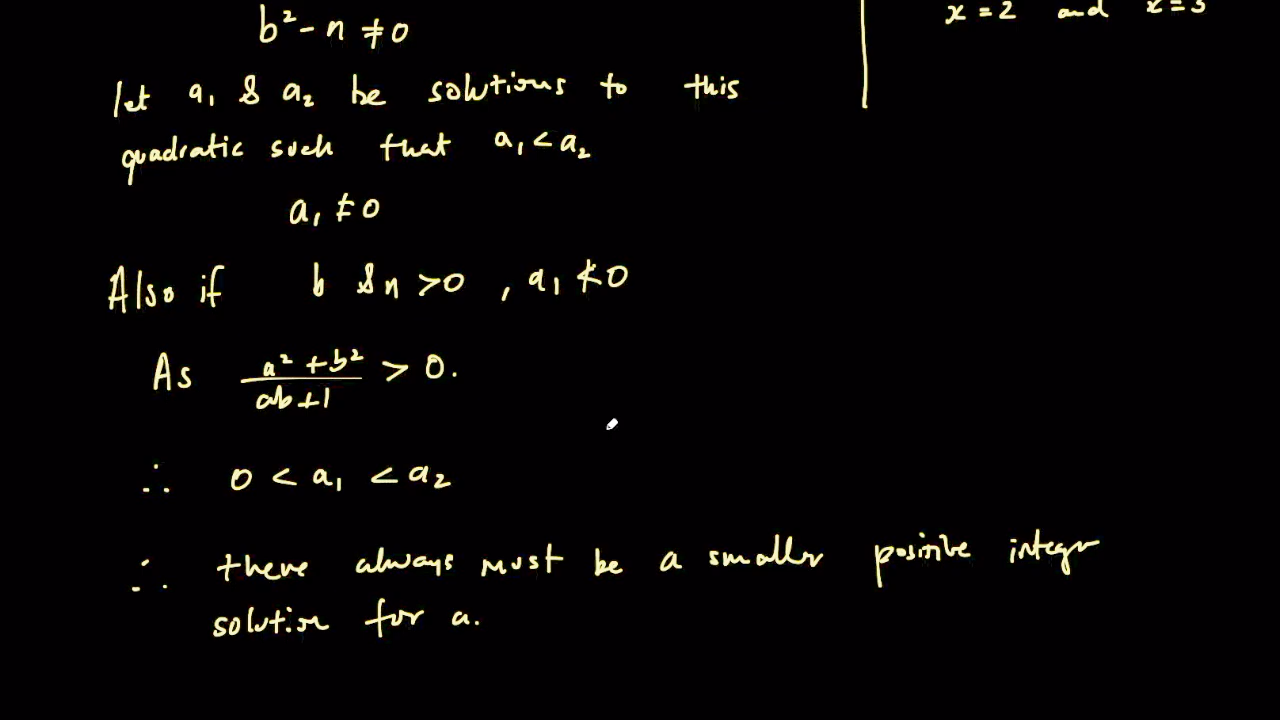 b² - n ≠ 0
x = 2 and x = 3
let a₁ & a₂ be solutions to this
quadratic such that a₁ < a₂
a₁ ≠ 0
Also if b & n > 0 , a₁ ≮ 0
As (a² + b²)/(ab + 1) > 0.
∴ 0 < a₁ < a₂
∴ there always must be a smaller positive integer
solution for a.